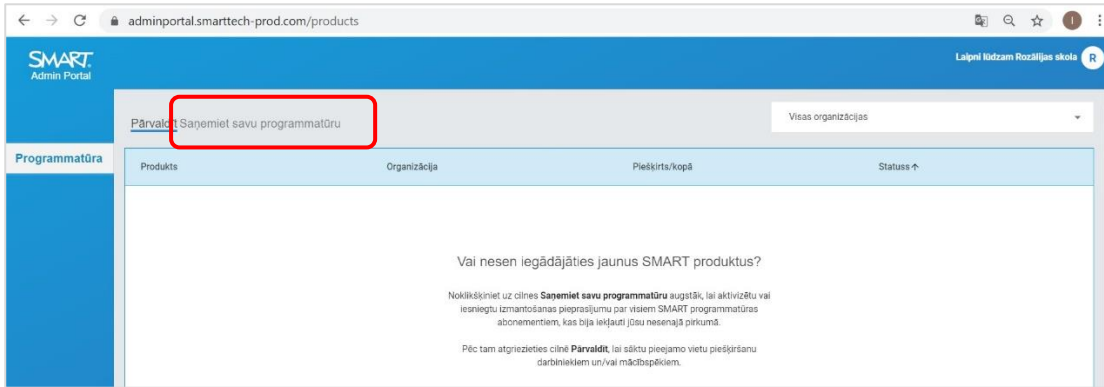 adminportal.smarttech-prod.com/products
I
SMART.
Admin Portal
Laipni lūdzam Rozālijas skola R
Pārvaldīt Saņemiet savu programmatūru
Visas organizācijas
Programmatūra
Produkts Organizācija Piešķirts/kopā Statuss
Vai nesen iegādājāties jaunus SMART produktus?
Noklikšķiniet uz cilnes Saņemiet savu programmatūru augstāk, lai aktivizētu vai
iesniegtu izmantošanas pieprasījumu par visiem SMART programmatūras
abonementiem, kas bija iekļauti jūsu nesenajā pirkumā.
Pēc tam atgriezieties cilnē Pārvaldīt, lai sāktu pieejamo vietu piešķiršanu
darbiniekiem un/vai mācībspēkiem.